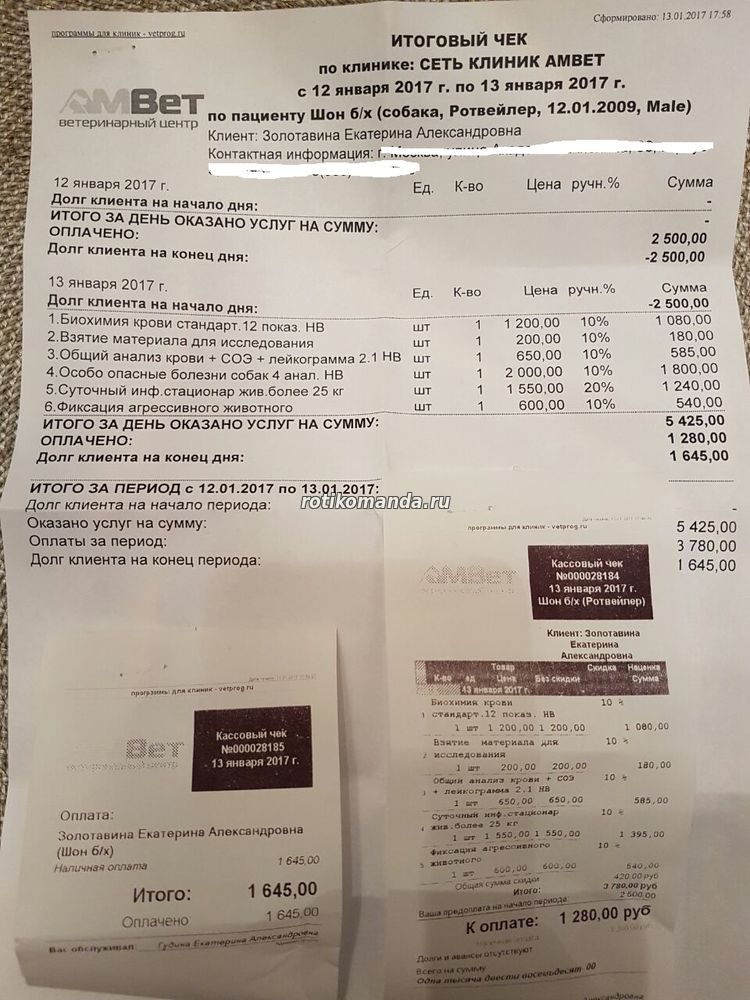 программы для клиник - vetprog.ru
Сформировано: 13.01.2017 17:58
ИТОГОВЫЙ ЧЕК
по клинике: СЕТЬ КЛИНИК АМВЕТ
с 12 января 2017 г. по 13 января 2017 г.
по пациенту Шон б/х (собака, Ротвейлер, 12.01.2009, Male)
АМВет
ветеринарный центр
Клиент: Золотавина Екатерина Александровна
Контактная информация: г.
12 января 2017 г. Ед. К-во Цена ручн.% Сумма
Долг клиента на начало дня: -
ИТОГО ЗА ДЕНЬ ОКАЗАНО УСЛУГ НА СУММУ: -
ОПЛАЧЕНО: 2 500,00
Долг клиента на конец дня: -2 500,00
13 января 2017 г. Ед. К-во Цена ручн.% Сумма
Долг клиента на начало дня: -2 500,00
1.Биохимия крови стандарт.12 показ. НВ шт 1 1 200,00 10% 1 080,00
2.Взятие материала для исследования шт 1 200,00 10% 180,00
3.Общий анализ крови + СОЭ + лейкограмма 2.1 НВ шт 1 650,00 10% 585,00
4.Особо опасные болезни собак 4 анал. НВ шт 1 2 000,00 10% 1 800,00
5.Суточный инф.стационар жив.более 25 кг шт 1 1 550,00 20% 1 240,00
6.Фиксация агрессивного животного шт 1 600,00 10% 540,00
ИТОГО ЗА ДЕНЬ ОКАЗАНО УСЛУГ НА СУММУ: 5 425,00
ОПЛАЧЕНО: 1 280,00
Долг клиента на конец дня: 1 645,00
ИТОГО ЗА ПЕРИОД с 12.01.2017 по 13.01.2017:
Долг клиента на начало периода:
rotikomanda.ru
Оказано услуг на сумму: 5 425,00
Оплаты за период: 3 780,00
Долг клиента на конец периода: 1 645,00
программы для клиник - vetprog.ru
АМВет
Кассовый чек
№000028184
13 января 2017 г.
Шон б/х (Ротвейлер)
Клиент: Золотавина
Екатерина
Александровна
Товар Скидка Наценка
К-во ед Цена Без скидки Сумма
13 января 2017 г.
Биохимия крови 10 %
1 стандарт.12 показ. НВ
1 шт 1 200,00 1 200,00 1 080,00
Взятие материала для 10 %
2 исследования
1 шт 200,00 200,00 180,00
Общий анализ крови + СОЭ 10 %
3 + лейкограмма 2.1 НВ
1 шт 650,00 650,00 585,00
Суточный инф.стационар 10 %
4 жив.более 25 кг
1 шт 1 550,00 1 550,00 1 395,00
Фиксация агрессивного 10 %
5 животного
1 шт 600,00 600,00 540,00
Общая сумма скидки 420,00 руб
Итого: 3 780,00 руб
Ваша предоплата на начало периода: 2 500,00
К оплате: 1 280,00 руб
Долги и авансы отсутствуют
Всего на сумму
Одна тысяча двести восемьдесят 00
программы для клиник - vetprog.ru
Вет
ветеринарный центр
Кассовый чек
№000028185
13 января 2017 г.
Оплата:
Золотавина Екатерина Александровна
(Шон б/х)
Наличная оплата 1 645,00
Итого: 1 645,00
Оплачено 1 645,00
Вас обслуживал: Гудина Екатерина Александровна